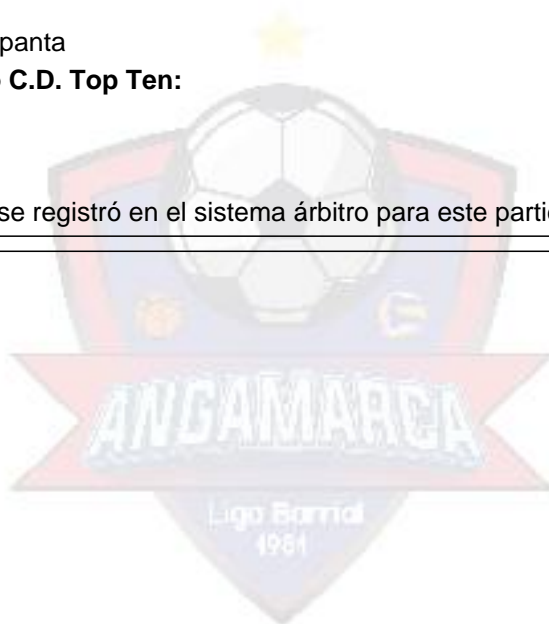 panta
C.D. Top Ten:
se registró en el sistema árbitro para este parti
ANGAMARCA
Liga Barrial
1981